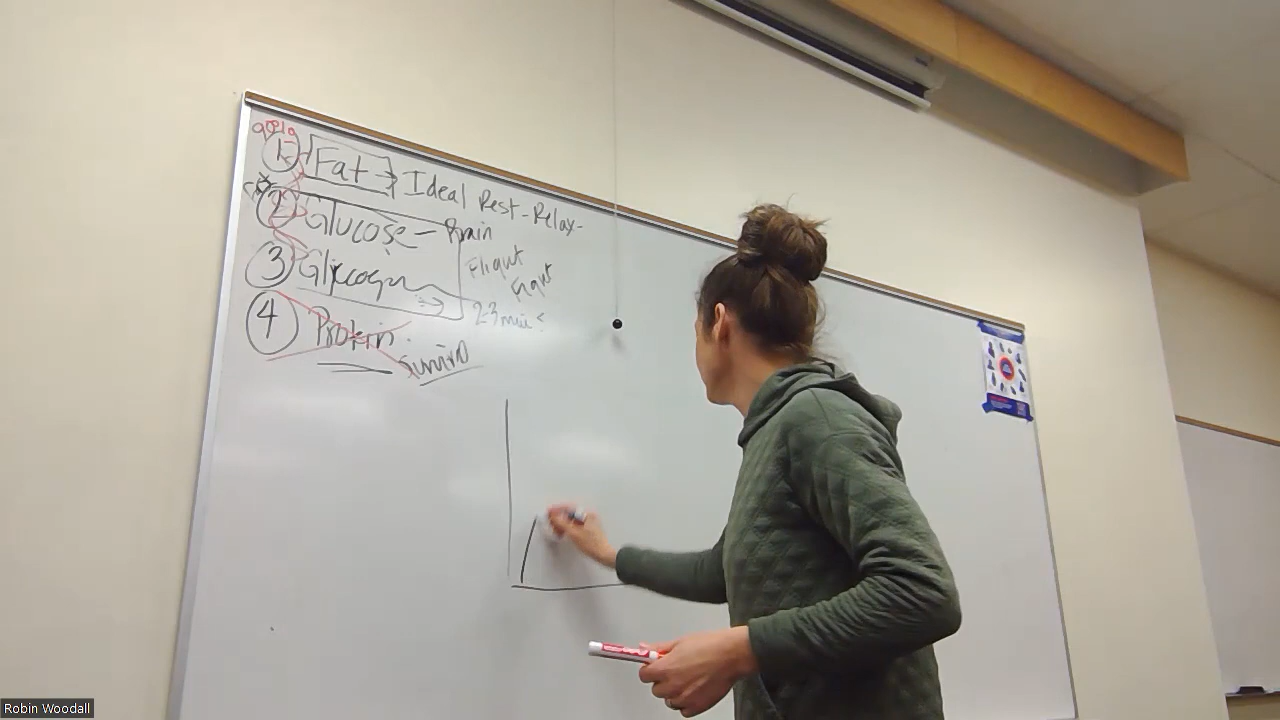 1
Fat → Ideal Rest-Relax-
2 Glucose - Brain
Flight
Fight
3 Glycogen →
2-3 min
4 Protein
Survival
Robin Woodall